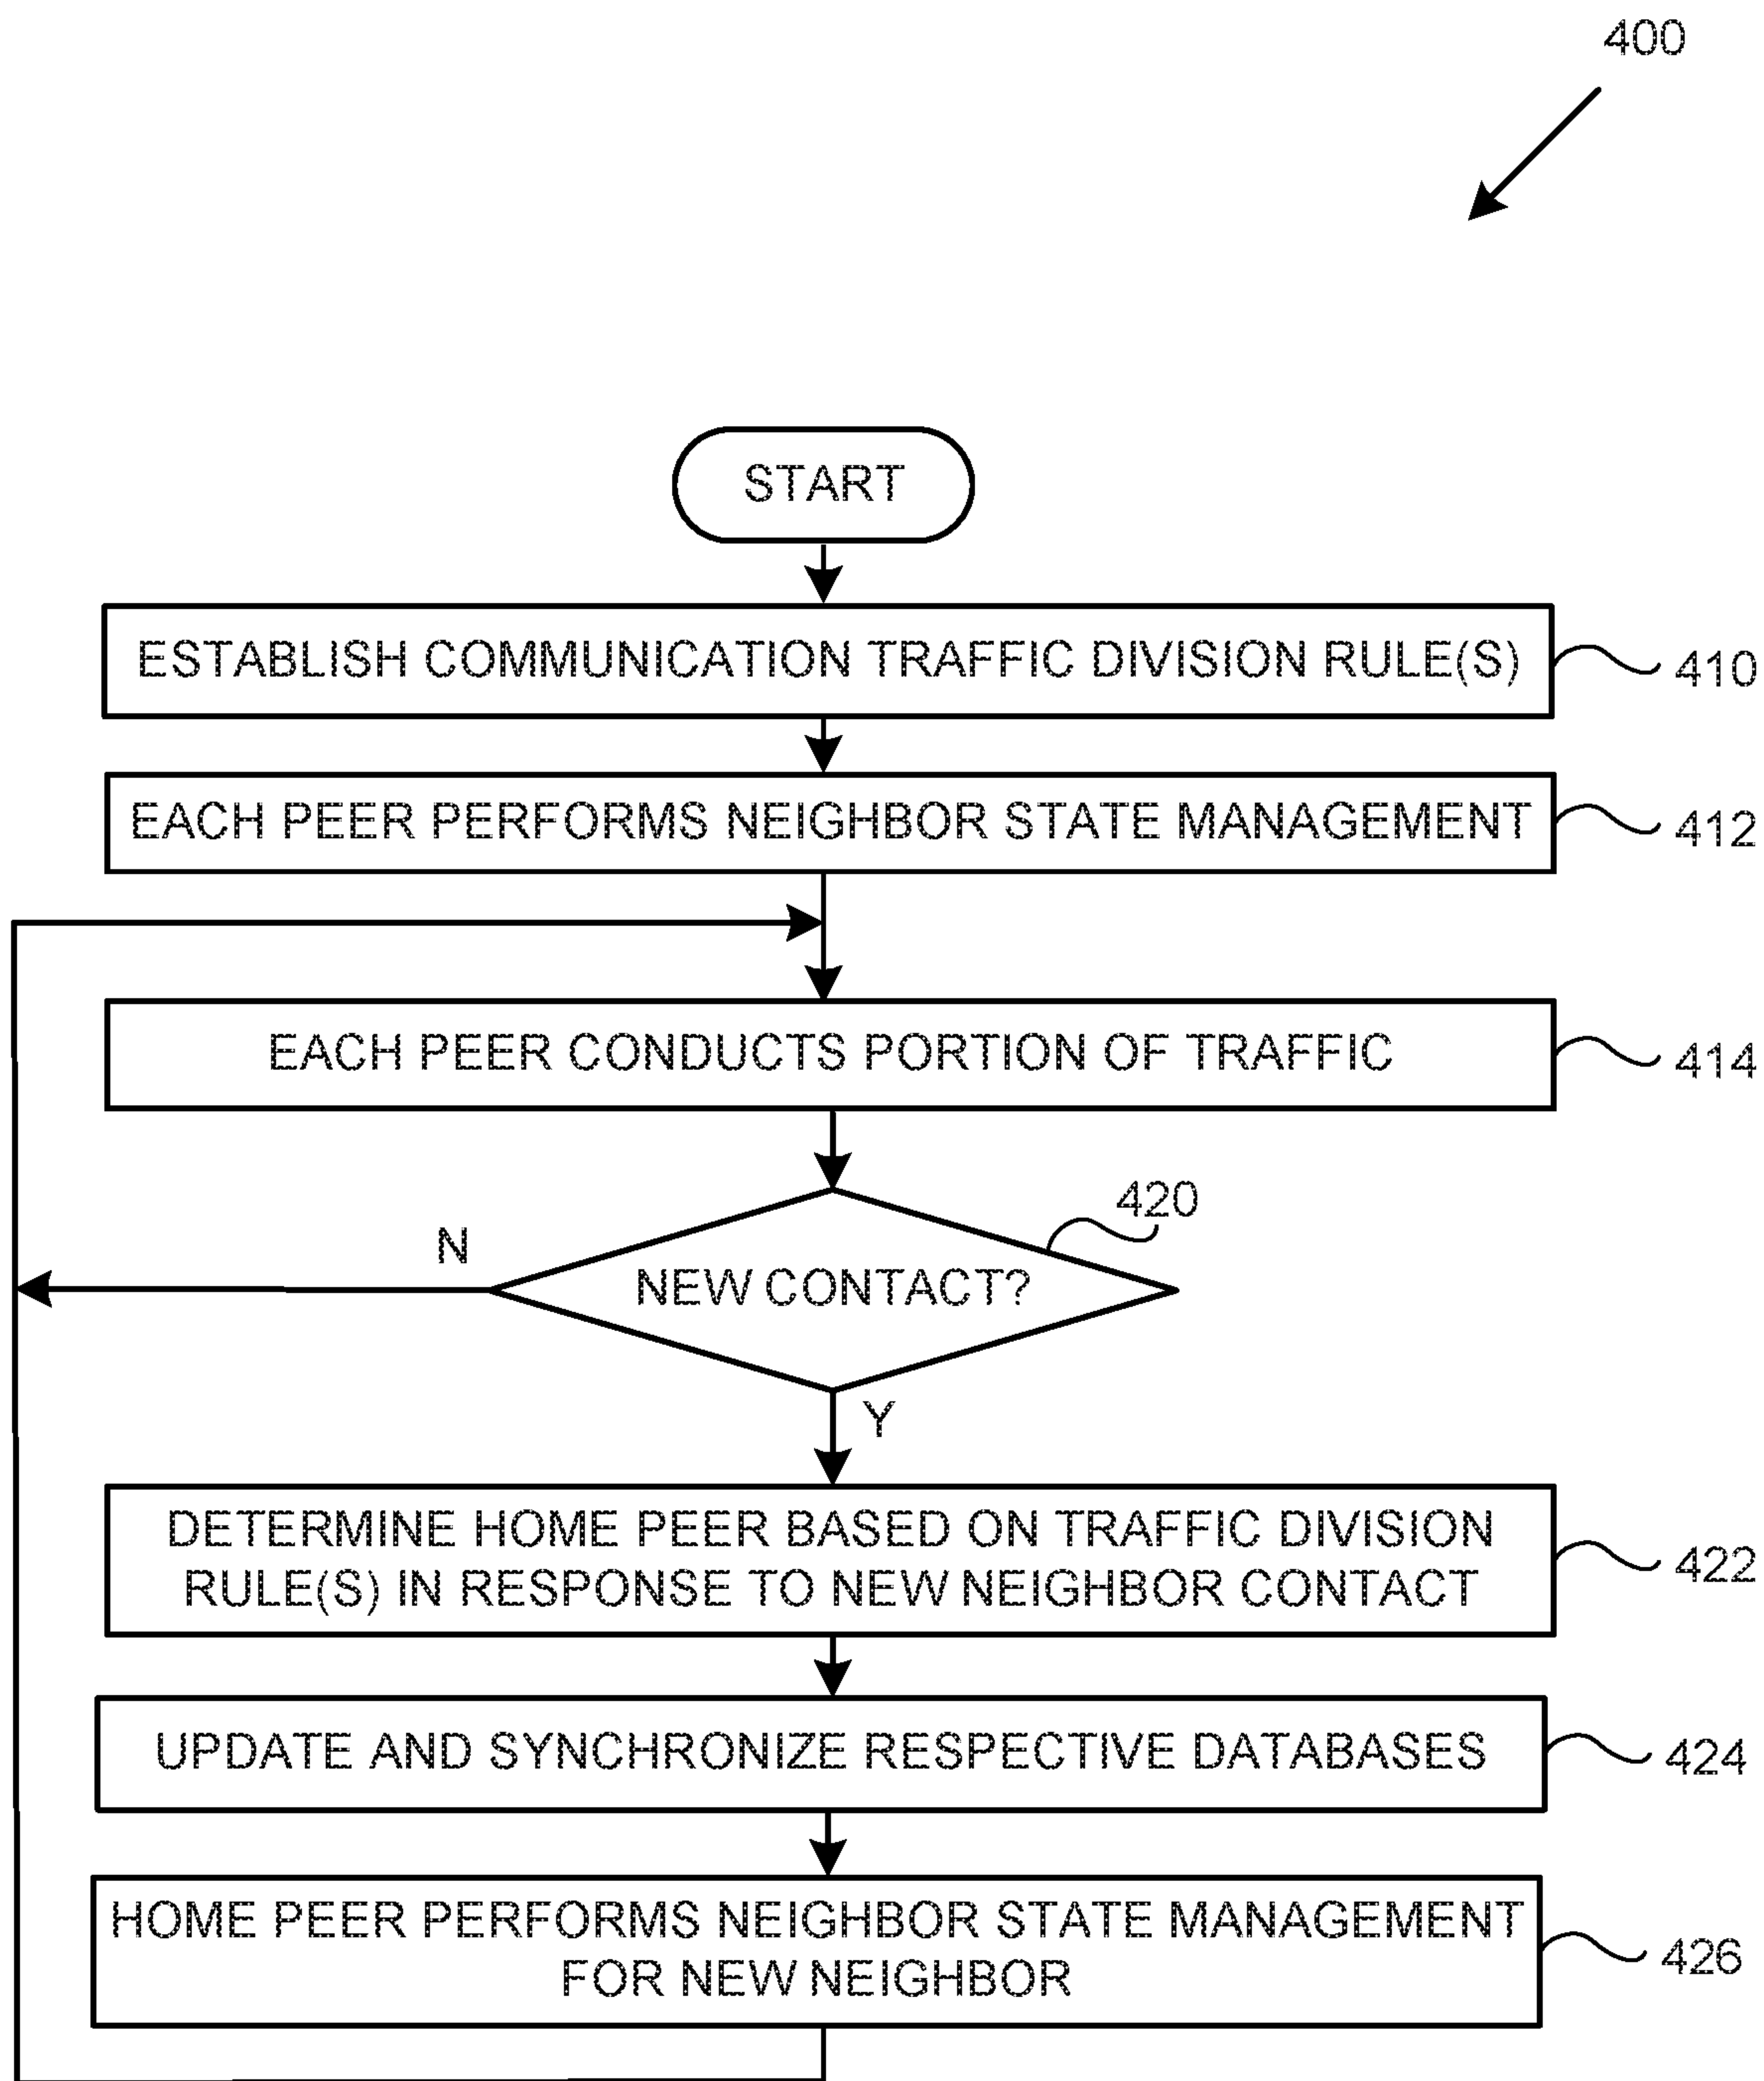 400
START
ESTABLISH COMMUNICATION TRAFFIC DIVISION RULE(S)
410
EACH PEER PERFORMS NEIGHBOR STATE MANAGEMENT
412
EACH PEER CONDUCTS PORTION OF TRAFFIC
414
420
N
NEW CONTACT?
Y
DETERMINE HOME PEER BASED ON TRAFFIC DIVISION
RULE(S) IN RESPONSE TO NEW NEIGHBOR CONTACT
422
UPDATE AND SYNCHRONIZE RESPECTIVE DATABASES
424
HOME PEER PERFORMS NEIGHBOR STATE MANAGEMENT
FOR NEW NEIGHBOR
426